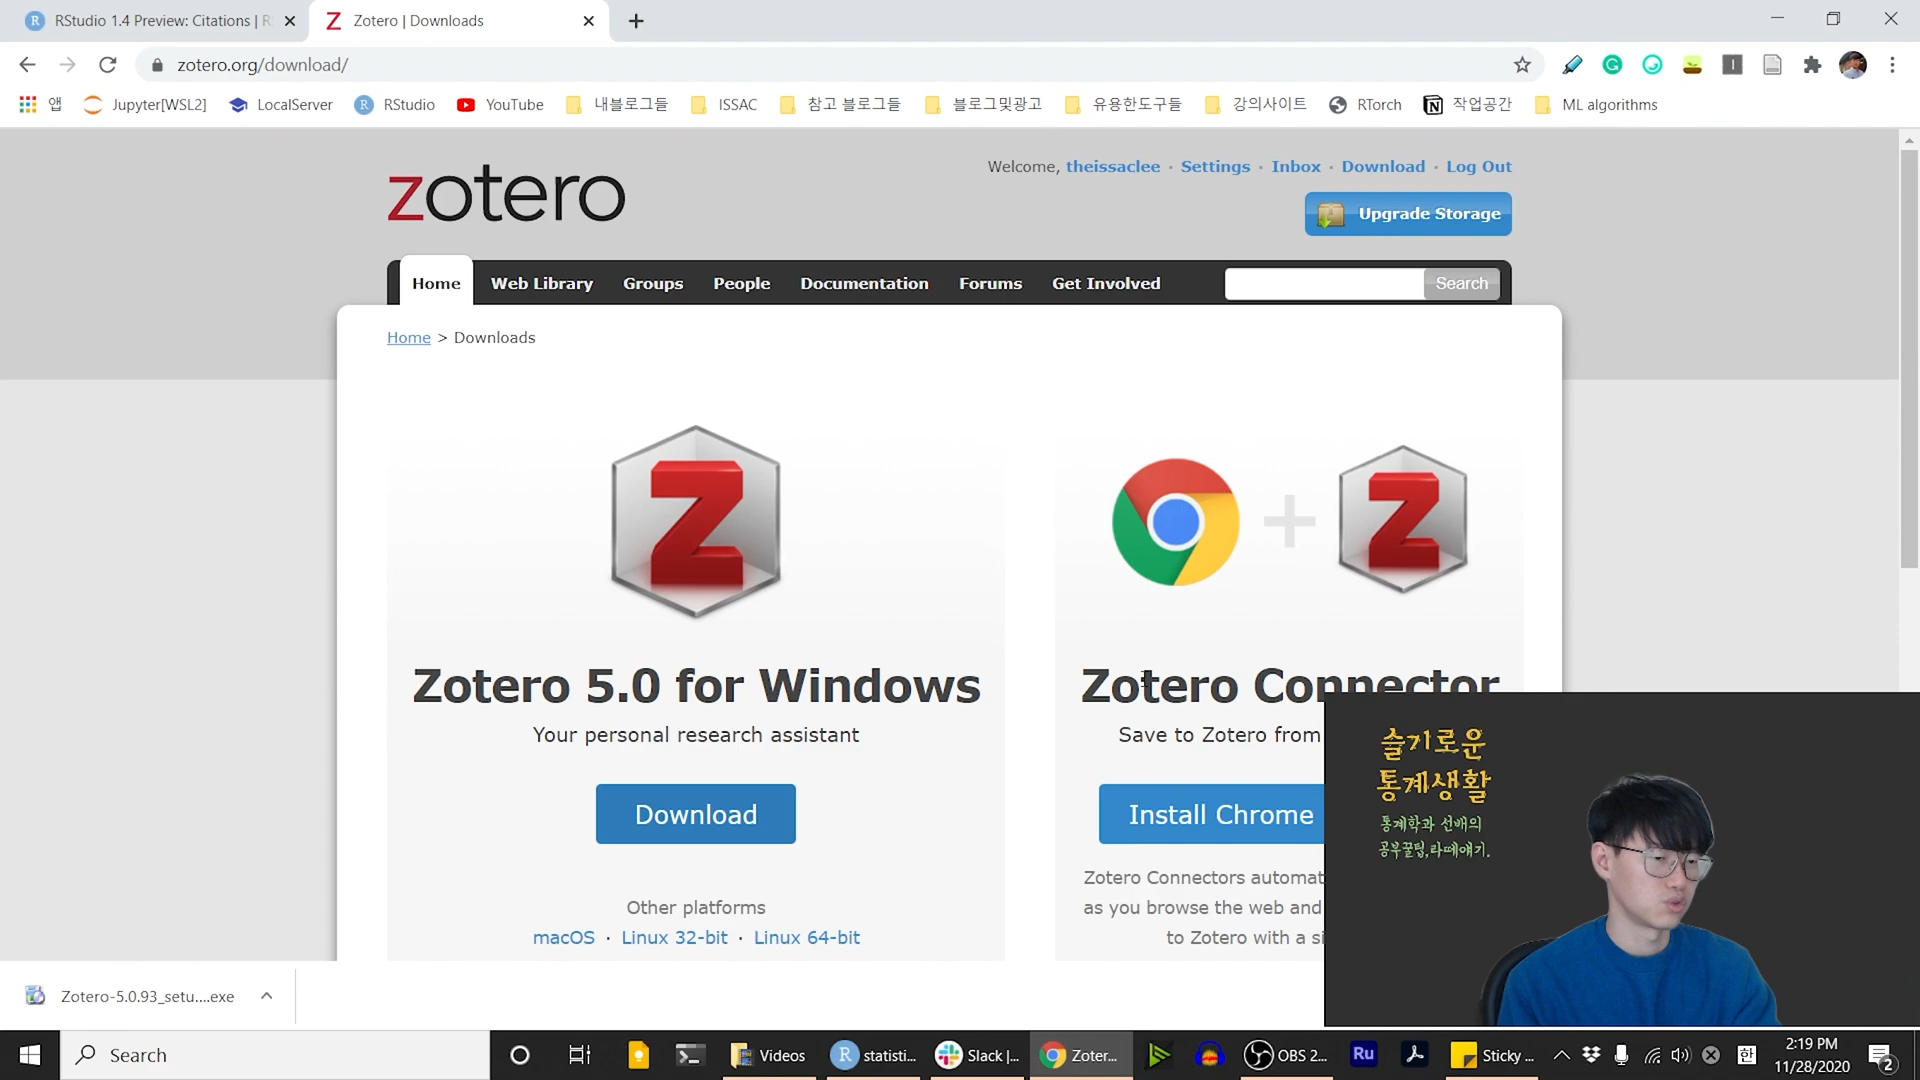 RStudio 1.4 Preview: Citations | R
Zotero | Downloads
zotero.org/download/
앱
Jupyter[WSL2]
LocalServer
RStudio
YouTube
내블로그들
ISSAC
참고 블로그들
블로그및광고
유용한도구들
강의사이트
RTorch
작업공간
ML algorithms
zotero
Welcome, theissaclee · Settings · Inbox · Download · Log Out
Upgrade Storage
Home
Web Library
Groups
People
Documentation
Forums
Get Involved
Search
Home > Downloads
Zotero 5.0 for Windows
Your personal research assistant
Download
Other platforms
macOS · Linux 32-bit · Linux 64-bit
Zotero Connector
Save to Zotero from
Install Chrome
Zotero Connectors automat
as you browse the web and
to Zotero with a si
슬기로운
통계생활
통계학과 선배의
공부꿀팁,라떼얘기.
Zotero-5.0.93_setu....exe
Search
Videos
statisti...
Slack |...
Zoter...
OBS 2...
Ru
Sticky ...
한
2:19 PM
11/28/2020
2